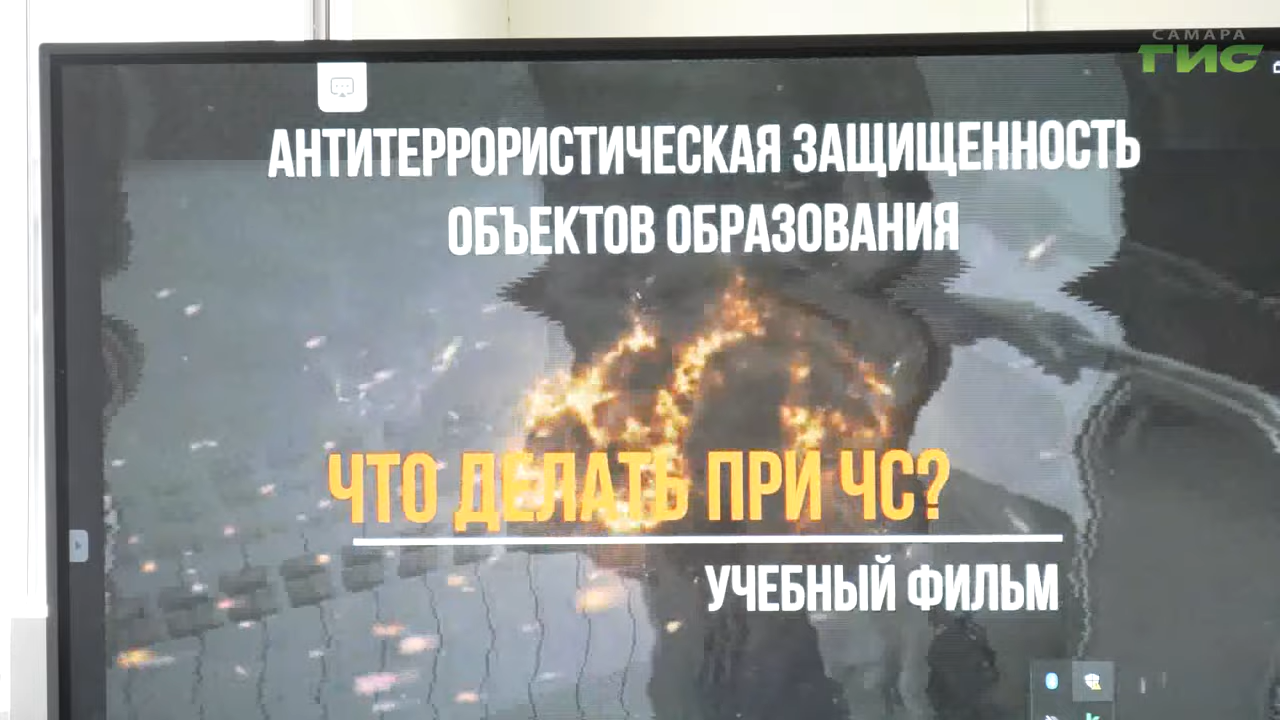 САМАРА
ГИС
АНТИТЕРРОРИСТИЧЕСКАЯ ЗАЩИЩЕННОСТЬ
ОБЪЕКТОВ ОБРАЗОВАНИЯ
ЧТО ДЕЛАТЬ ПРИ ЧС?
УЧЕБНЫЙ ФИЛЬМ